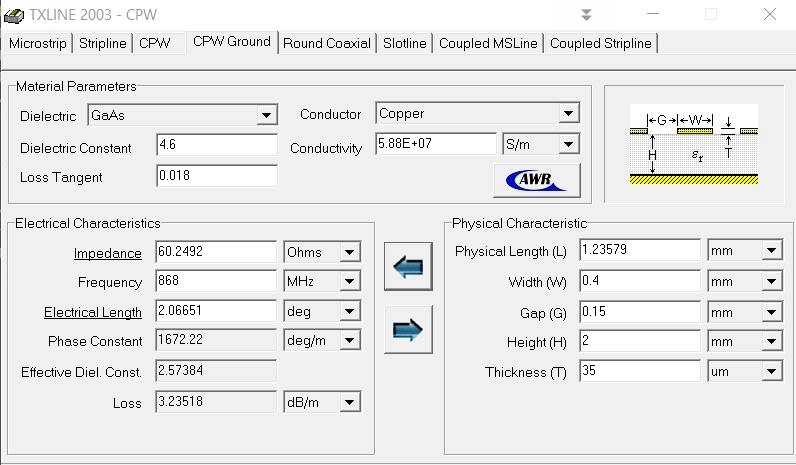 TXLINE 2003 - CPW
Microstrip Stripline CPW CPW Ground Round Coaxial Slotline Coupled MSLine Coupled Stripline
Material Parameters
Dielectric GaAs Conductor Copper
Dielectric Constant 4.6 Conductivity 5.88E+07 S/m
Loss Tangent 0.018 AWR
G W
H εr T
Electrical Characteristics
Impedance 60.2492 Ohms
Frequency 868 MHz
Electrical Length 2.06651 deg
Phase Constant 1672.22 deg/m
Effective Diel. Const. 2.57384
Loss 3.23518 dB/m
Physical Characteristic
Physical Length (L) 1.23579 mm
Width (W) 0.4 mm
Gap (G) 0.15 mm
Height (H) 2 mm
Thickness (T) 35 um